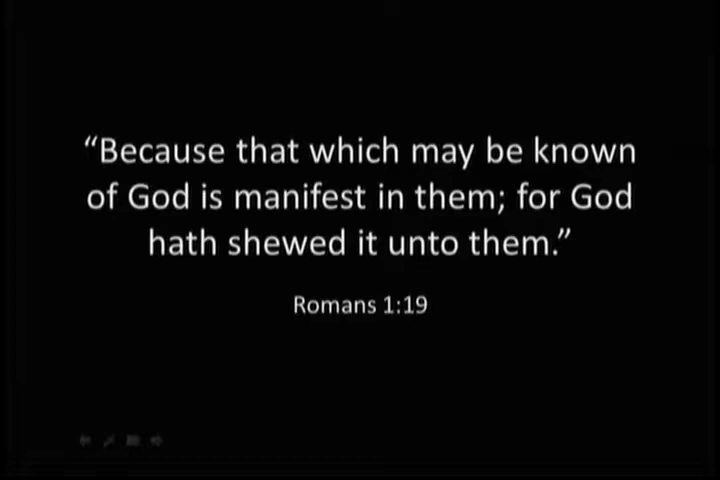 “Because that which may be known
of God is manifest in them; for God
hath shewed it unto them.”
Romans 1:19